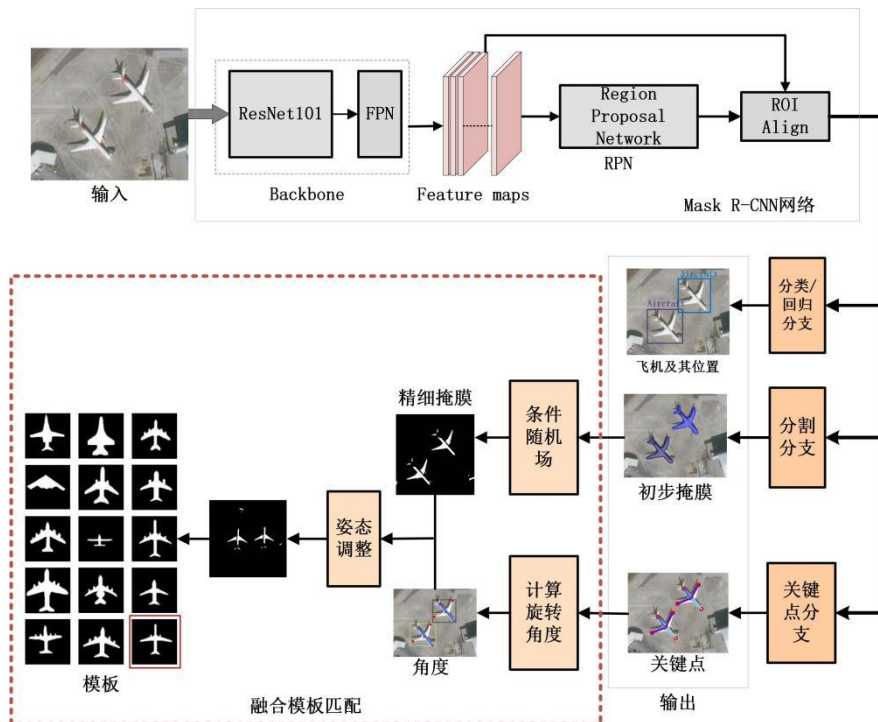 ResNet101
FPN
Region
Proposal
Network
ROI
Align
RPN
输入
Backbone
Feature maps
Mask R-CNN网络
Aircraft
Aircraft
分类/
回归
分支
飞机及其位置
精细掩膜
条件
随机
场
分割
分支
初步掩膜
姿态
调整
计算
旋转
角度
关键
点分
支
角度
关键点
模板
融合模板匹配
输出